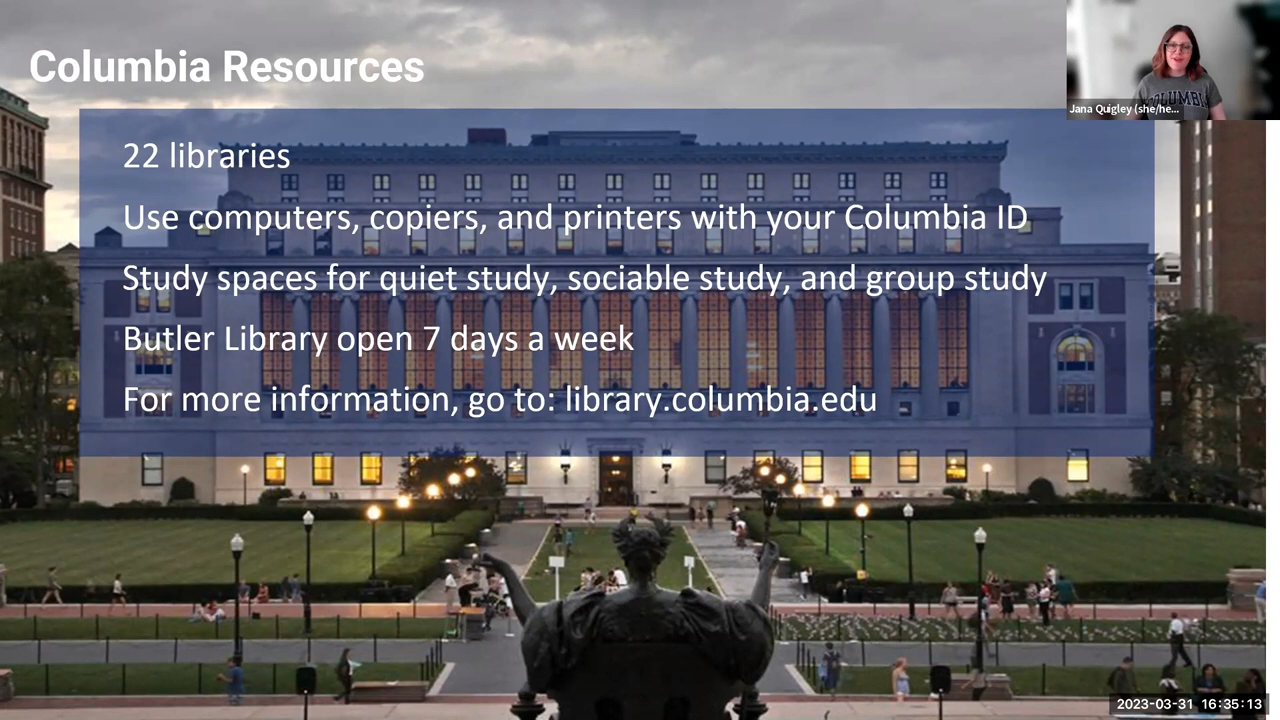 Columbia Resources
22 libraries
Use computers, copiers, and printers with your Columbia ID
Study spaces for quiet study, sociable study, and group study
Butler Library open 7 days a week
For more information, go to: library.columbia.edu
COLUMBI
Jana Quigley (she/he...
2023-03-31 16:35:13